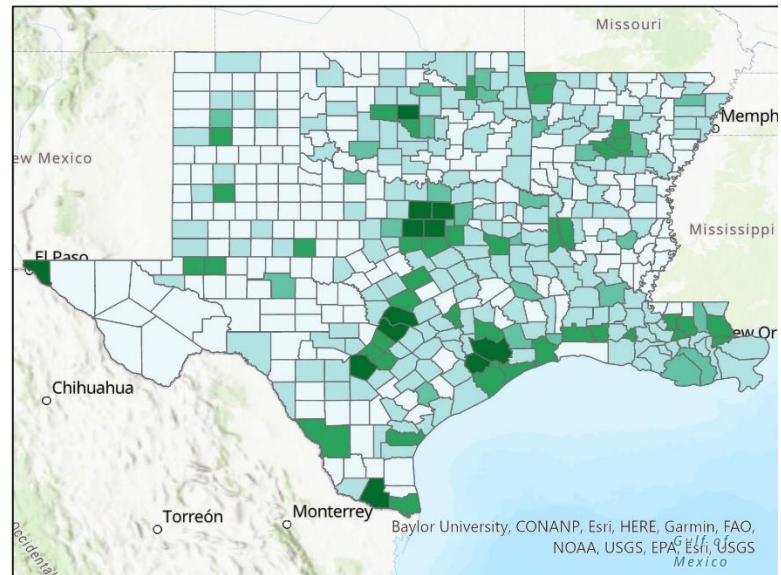 Missouri
Memph
ew Mexico
Mississippi
El Paso
ew Or
Chihuahua
Torreón
Monterrey
Baylor University, CONANP, Esri, HERE, Garmin, FAO,
NOAA, USGS, EPA, Esri, USGS
Gulf of
Mexico
occidental